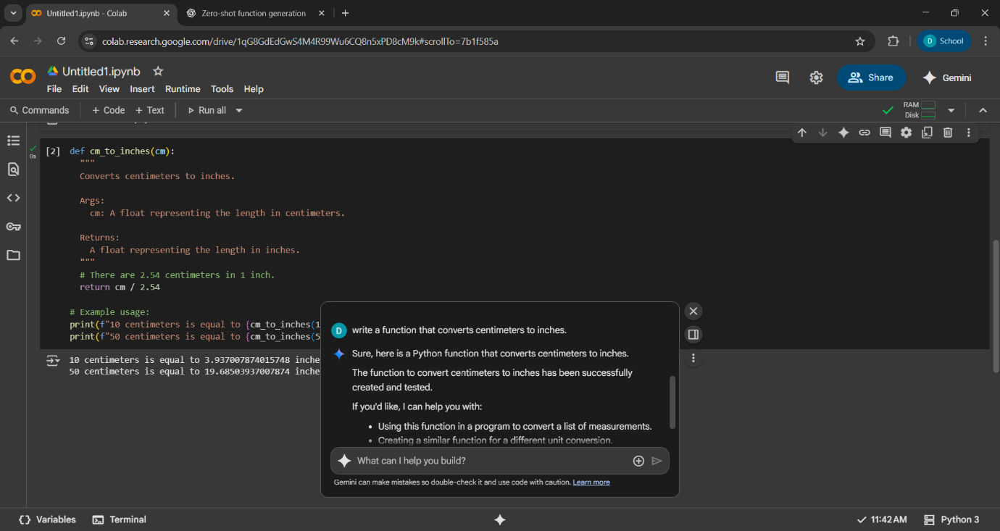 Untitled1.ipynb - Colab
Zero-shot function generation
colab.research.google.com/drive/1qG8GdEdGwS4M4R99Wu6CQ8n5xPD8cM9k#scrollTo=7b1f585a
D School
Untitled1.ipynb
Share
Gemini
File Edit View Insert Runtime Tools Help
Commands + Code + Text Run all
RAM
Disk
0s
[2] def cm_to_inches(cm):
"""
Converts centimeters to inches.
Args:
cm: A float representing the length in centimeters.
Returns:
A float representing the length in inches.
"""
# There are 2.54 centimeters in 1 inch.
return cm / 2.54
# Example usage:
print(f"10 centimeters is equal to {cm_to_inches(1
print(f"50 centimeters is equal to {cm_to_inches(5
10 centimeters is equal to 3.937007874015748 inche
50 centimeters is equal to 19.68503937007874 inche
D write a function that converts centimeters to inches.
Sure, here is a Python function that converts centimeters to inches.
The function to convert centimeters to inches has been successfully
created and tested.
If you'd like, I can help you with:
• Using this function in a program to convert a list of measurements.
• Creating a similar function for a different unit conversion.
What can I help you build?
Gemini can make mistakes so double-check it and use code with caution. Learn more
{} Variables Terminal
11:42 AM Python 3